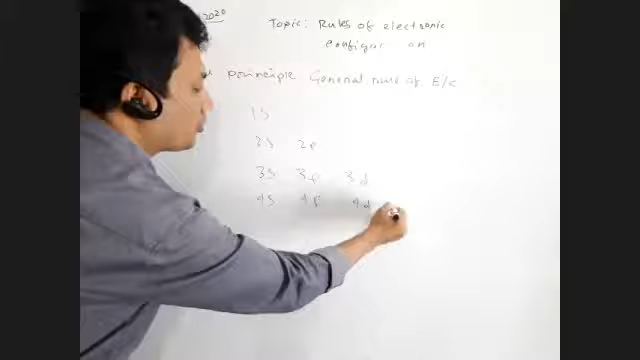 2020
Topic: Rules of electronic
configur on
principle General rule of E/C
1s
2s 2p
3s 3p 3d
4s 4p 4d